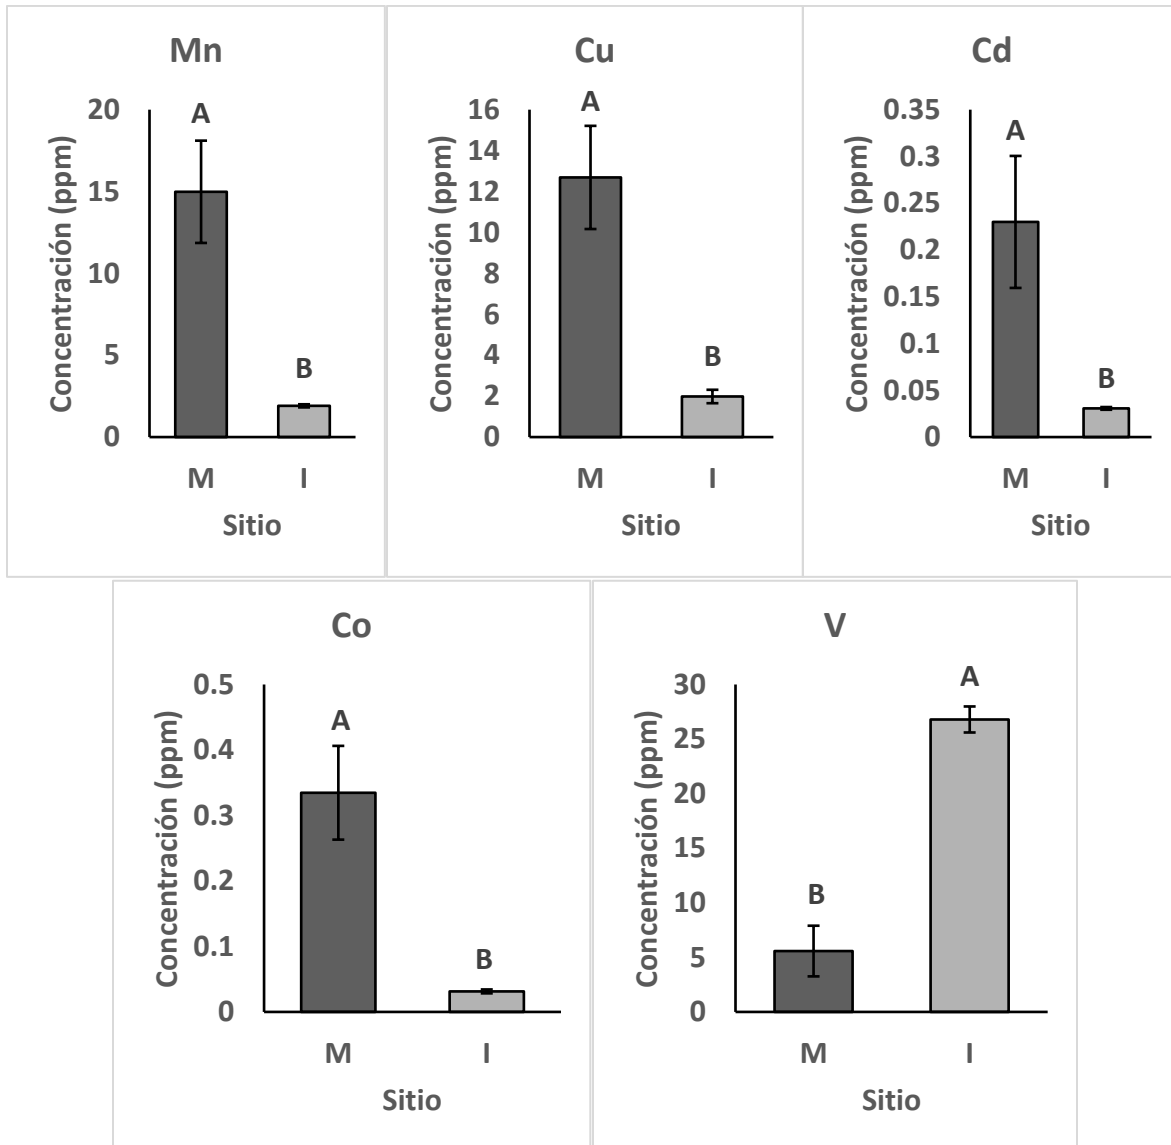 Mn
Concentración (ppm)
20
15
10
5
0
A
B
M I
Sitio
Cu
Concentración (ppm)
16
14
12
10
8
6
4
2
0
A
B
M I
Sitio
Cd
Concentración (ppm)
0.35
0.3
0.25
0.2
0.15
0.1
0.05
0
A
B
M I
Sitio
Co
Concentración (ppm)
0.5
0.4
0.3
0.2
0.1
0
A
B
M I
Sitio
V
Concentración (ppm)
30
25
20
15
10
5
0
B
A
M I
Sitio